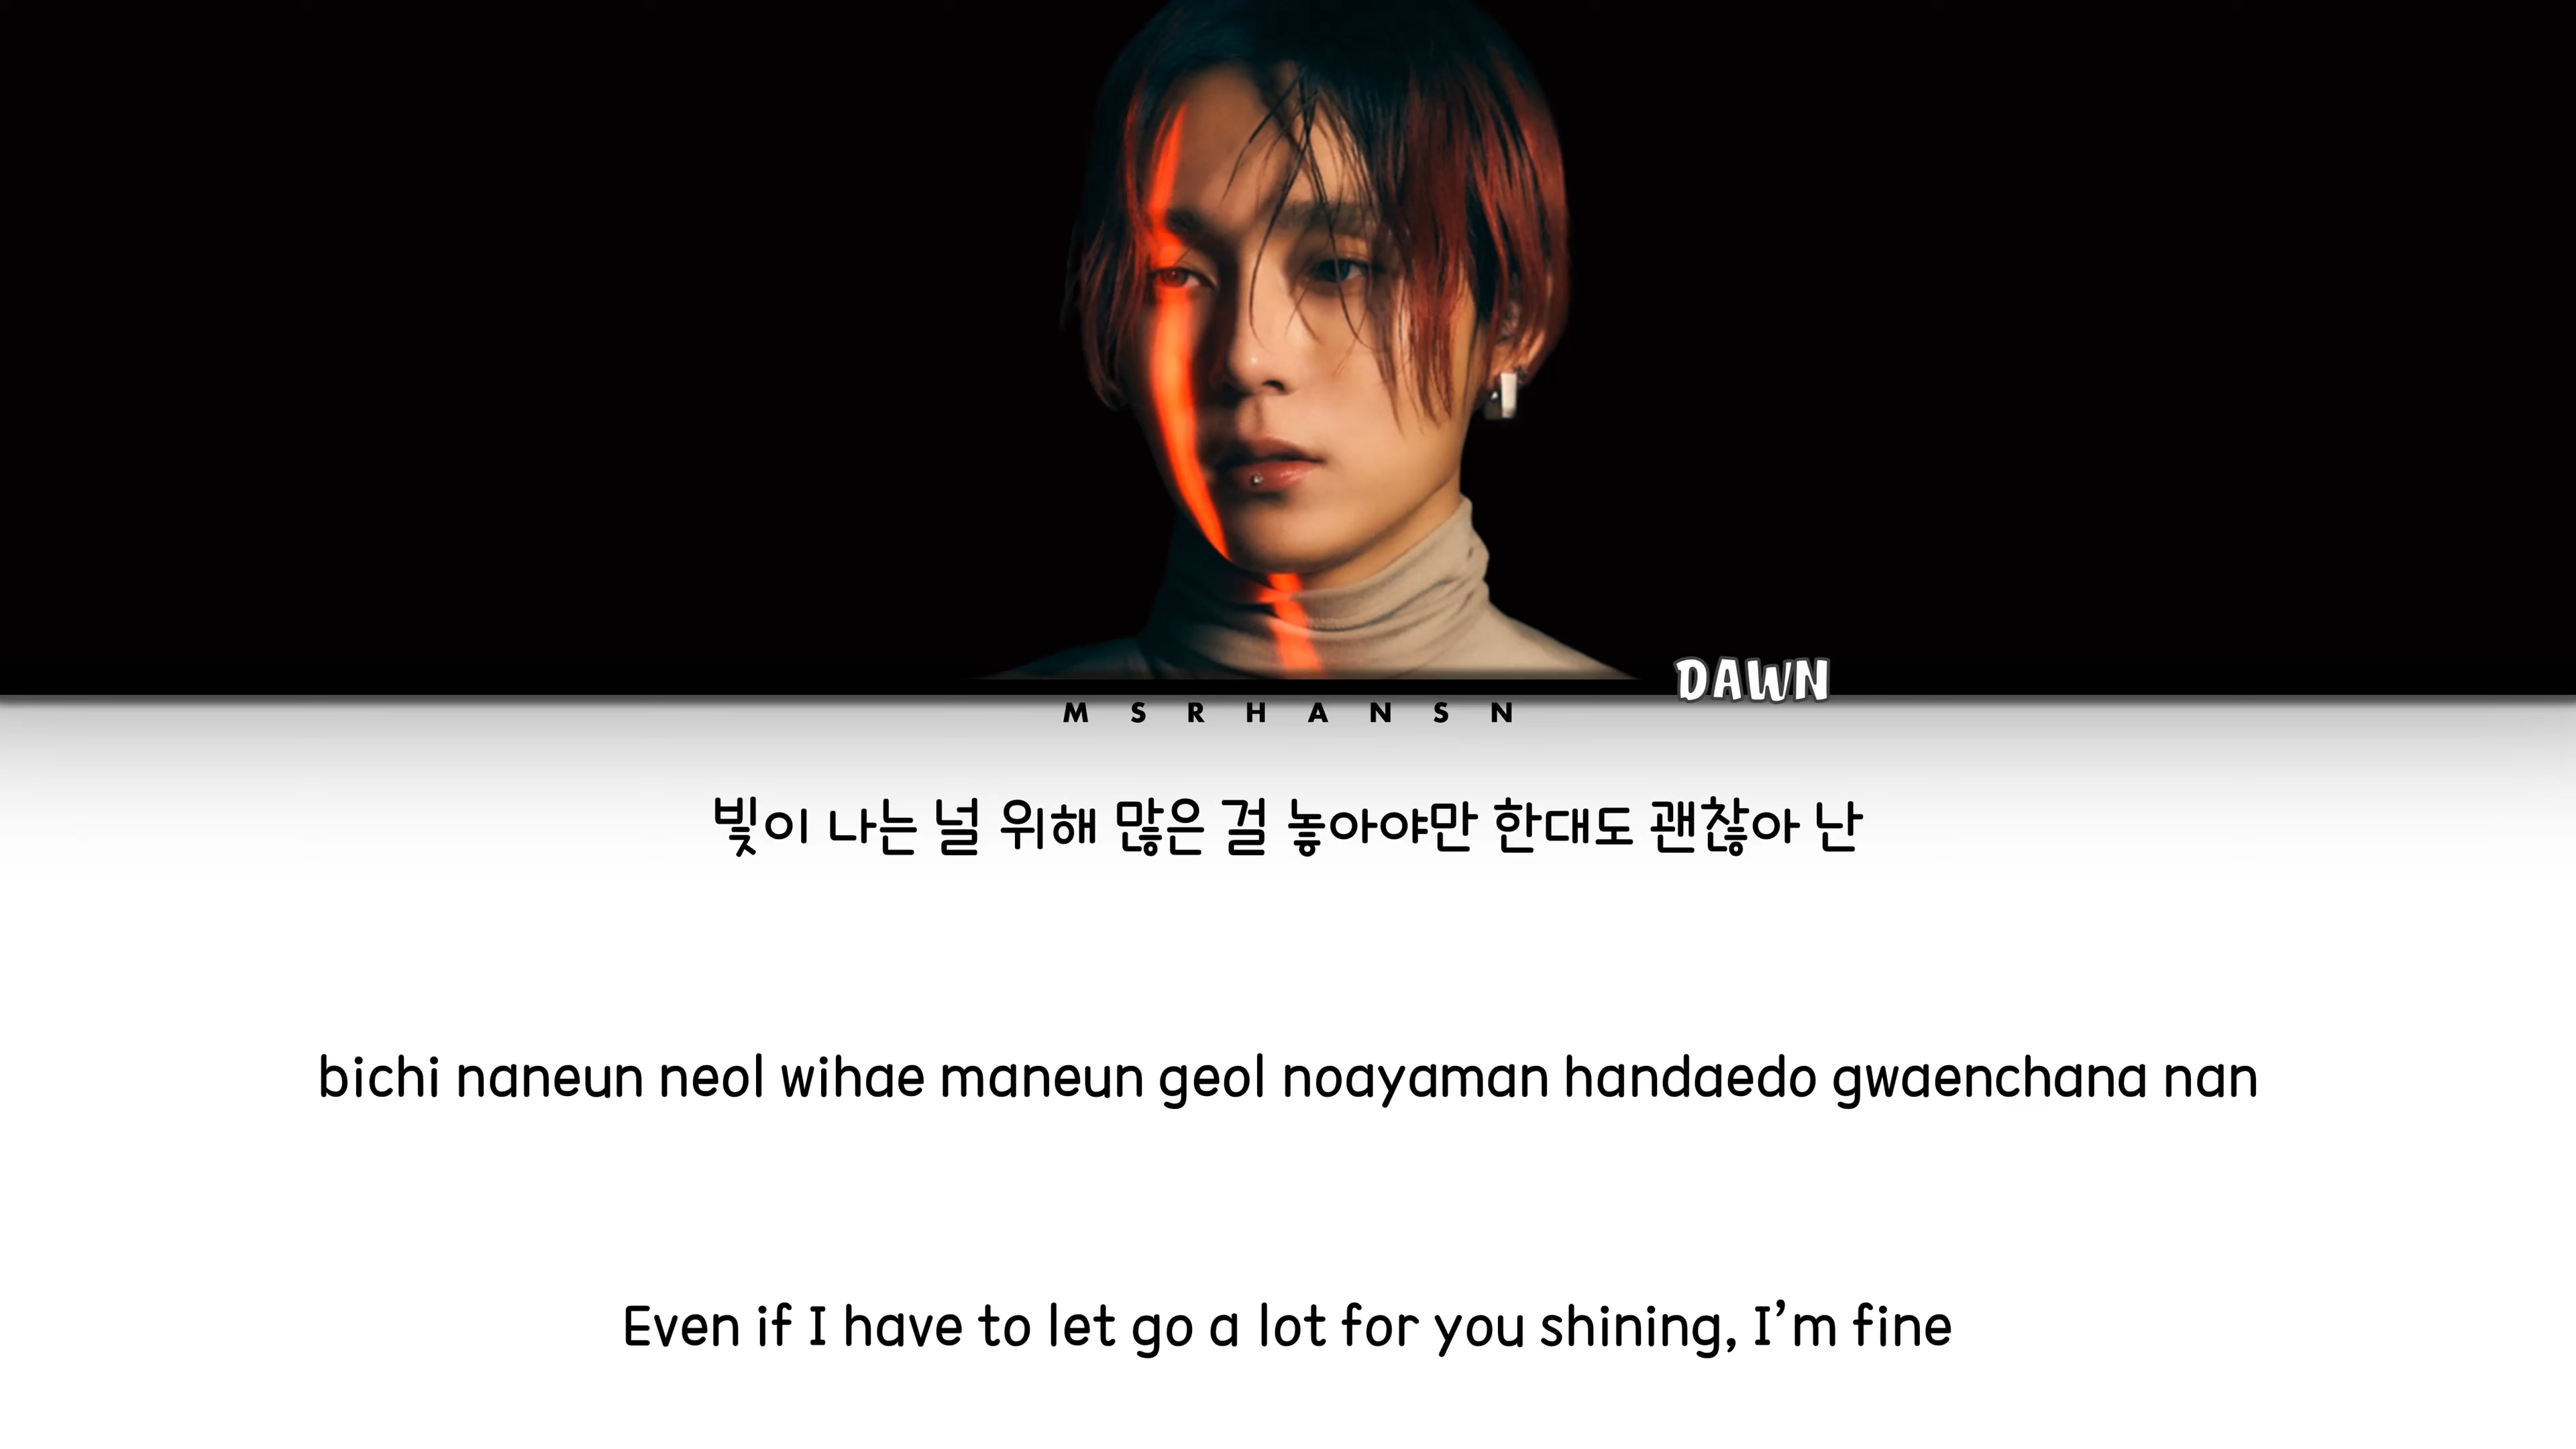 DAWN
M S R H A N S N
빛이 나는 널 위해 많은 걸 놓아야만 한대도 괜찮아 난
bichi naneun neol wihae maneun geol noayaman handaedo gwaenchana nan
Even if I have to let go a lot for you shining, I’m fine